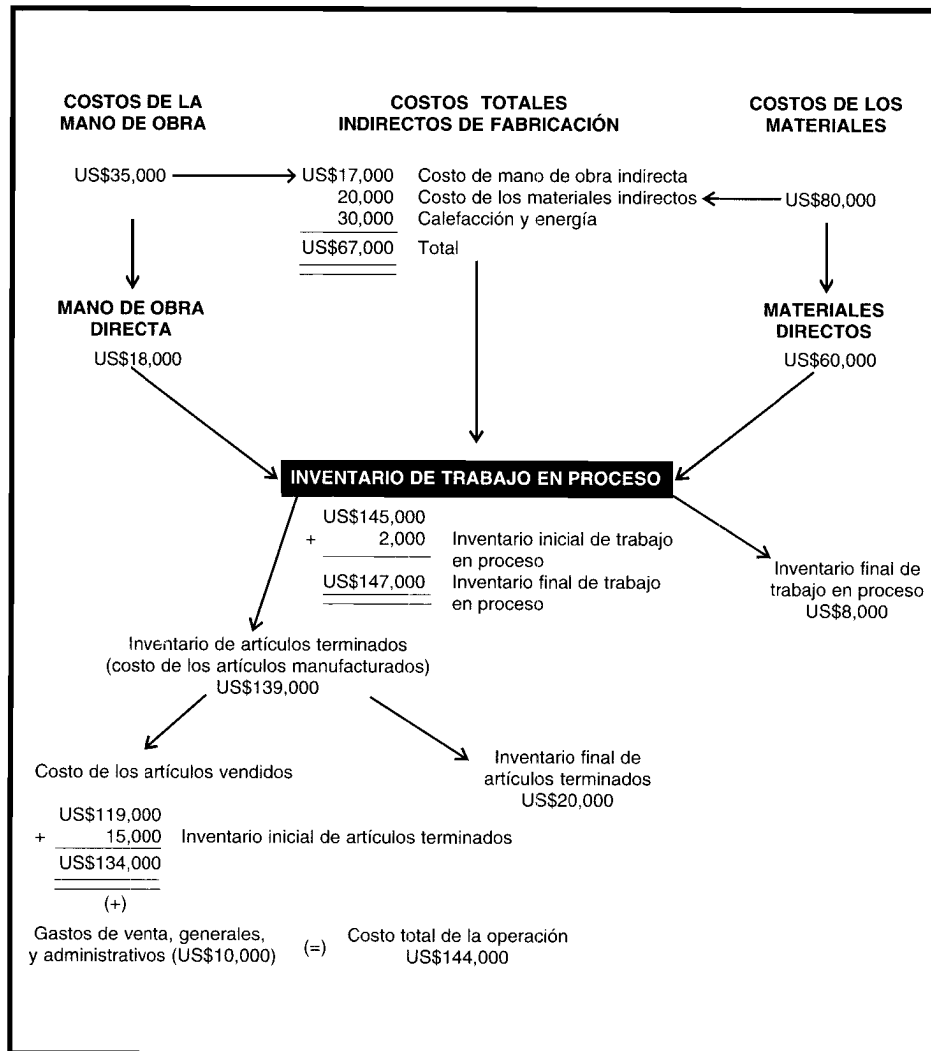 COSTOS DE LA
MANO DE OBRA
COSTOS TOTALES
INDIRECTOS DE FABRICACIÓN
COSTOS DE LOS
MATERIALES
US$35,000
US$17,000 Costo de mano de obra indirecta
20,000 Costo de los materiales indirectos
30,000 Calefacción y energía
US$67,000 Total
US$80,000
MANO DE OBRA
DIRECTA
US$18,000
MATERIALES
DIRECTOS
US$60,000
INVENTARIO DE TRABAJO EN PROCESO
US$145,000
+ 2,000 Inventario inicial de trabajo
en proceso
US$147,000 Inventario final de trabajo
en proceso
Inventario final de
trabajo en proceso
US$8,000
Inventario de artículos terminados
(costo de los artículos manufacturados)
US$139,000
Costo de los artículos vendidos
Inventario final de
artículos terminados
US$20,000
US$119,000
+ 15,000 Inventario inicial de artículos terminados
US$134,000
(+)
Gastos de venta, generales,
y administrativos (US$10,000)
(=)
Costo total de la operación
US$144,000